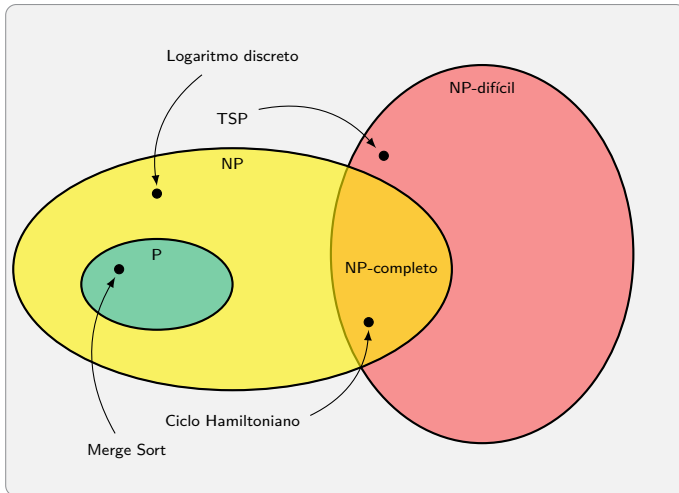 Logaritmo discreto
NP-difícil
TSP
NP
P
NP-completo
Ciclo Hamiltoniano
Merge Sort